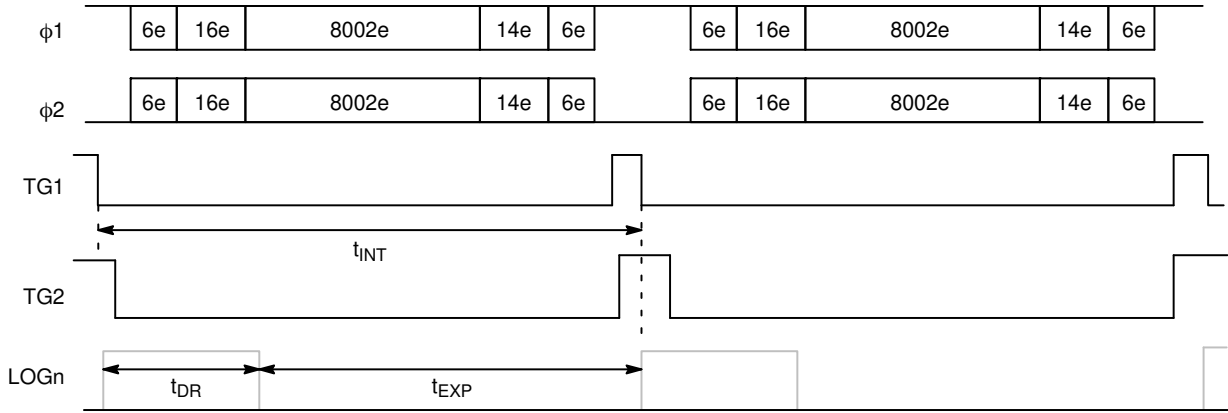 ϕ1 6e 16e 8002e 14e 6e 6e 16e 8002e 14e 6e
ϕ2 6e 16e 8002e 14e 6e 6e 16e 8002e 14e 6e
TG1
tINT
TG2
LOGn
tDR tEXP